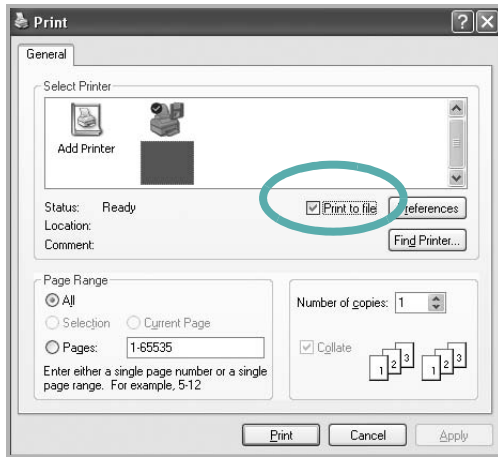 Print
General
Select Printer
Add Printer
Status: Ready
Print to file
Preferences
Location:
Comment:
Find Printer...
Page Range
All
Selection
Current Page
Pages: 1-65535
Enter either a single page number or a single
page range. For example, 5-12
Number of copies: 1
Collate
1 2 3 1 2 3
Print
Cancel
Apply